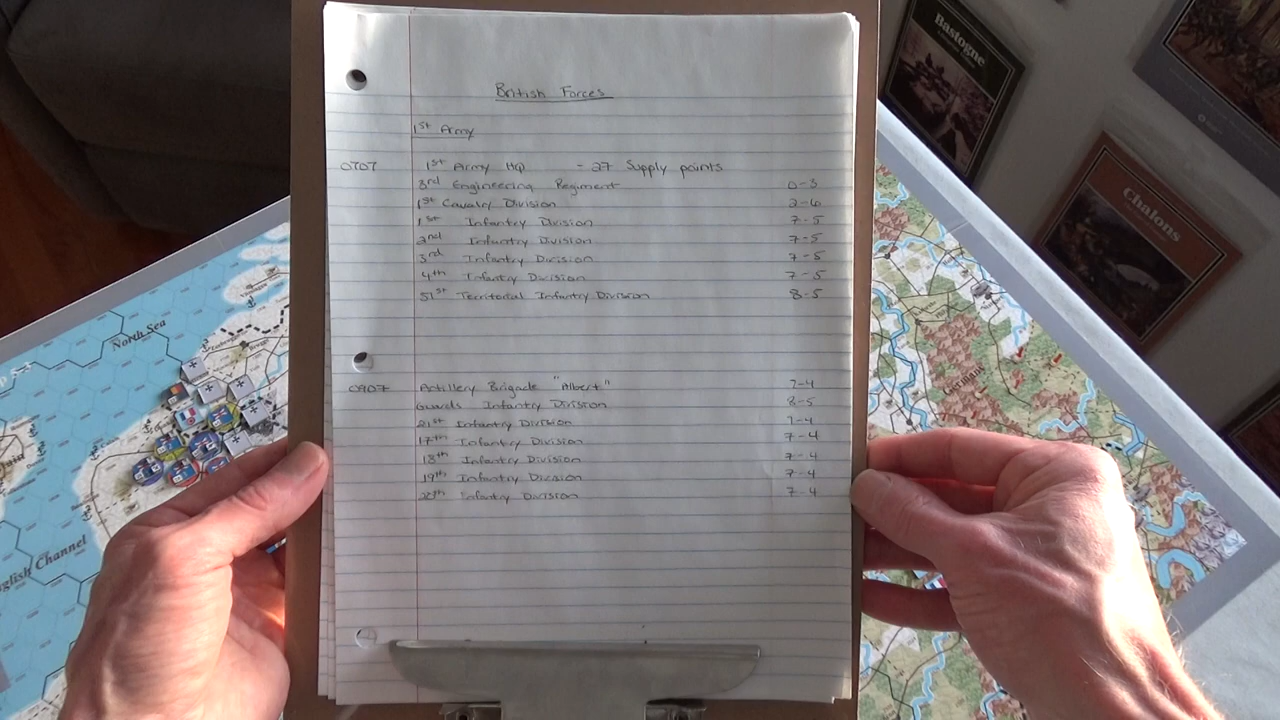 British Forces
1st Army
0707 1st Army HQ - 27 Supply points
3rd Engineering Regiment 0-3
1st Cavalry Division 2-6
1st Infantry Division 7-5
2nd Infantry Division 7-5
3rd Infantry Division 7-5
4th Infantry Division 7-5
51st Territorial Infantry Division 8-5
0907 Artillery Brigade "Albert" 7-4
Guards Infantry Division 8-5
21st Infantry Division 7-4
17th Infantry Division 7-4
18th Infantry Division 7-4
19th Infantry Division 7-4
Infantry Division 7-4
North Sea
English Channel
Bastogne
Chalons
German